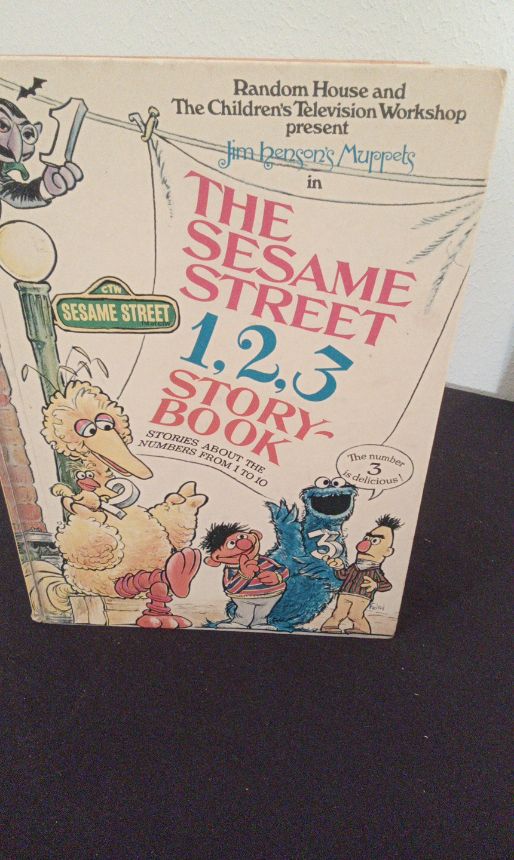 Random House and
The Children's Television Workshop
present
Jim Henson's Muppets
in
THE
SESAME
STREET
1,2,3
STORY-
BOOK
STORIES ABOUT THE
NUMBERS FROM 1 TO 10
1
CTW
SESAME STREET
2
The number
3
is delicious!
3